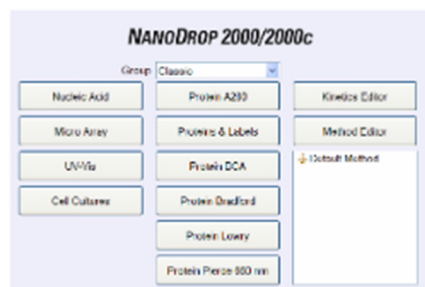 NANODROP 2000/2000C
Group Classic
Nucleic Acid
Protein A280
Kinetics Editor
Micro Array
Proteins & Labels
Method Editor
UV-Vis
Protein BCA
Default Method
Cell Cultures
Protein Bradford
Protein Lowry
Protein Pierce 660 nm